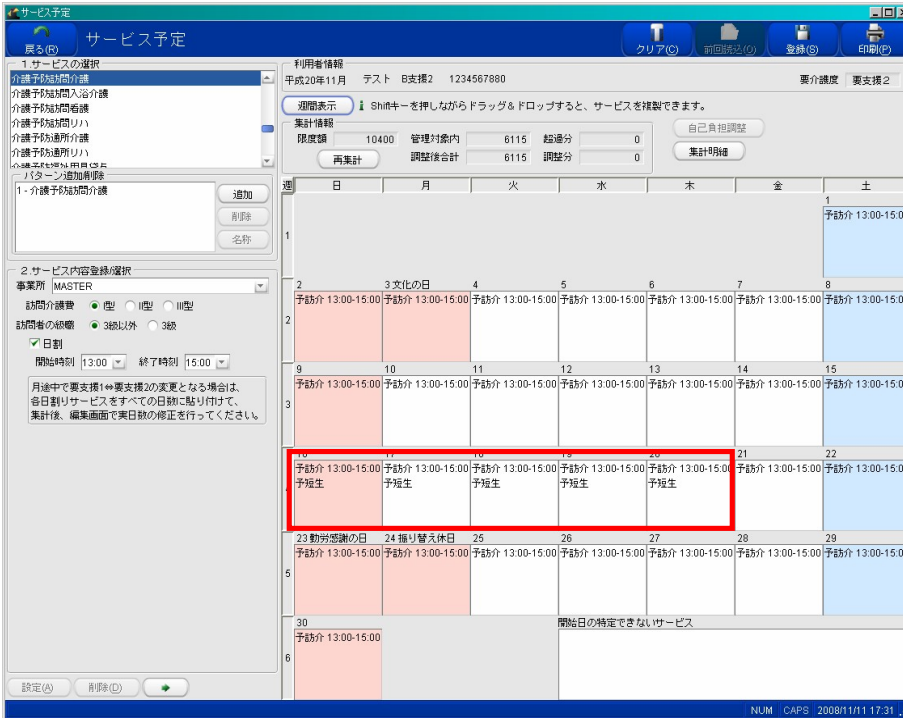 サービス予定
戻る(R) サービス予定 クリア(C) 前回読込(O) 登録(S) 印刷(P)
1.サービスの選択
介護予防訪問介護
介護予防訪問入浴介護
介護予防訪問看護
介護予防訪問リハ
介護予防通所介護
介護予防通所リハ
介護予防福祉用具貸与
パターン追加削除
1 - 介護予防訪問介護
追加
削除
名称
2.サービス内容登録/選択
事業所 MASTER
訪問介護費 I型 II型 III型
訪問者の級職 3級以外 3級
日割
開始時刻 13:00 終了時刻 15:00
月途中で要支援1⇔要支援2の変更となる場合は、
各日割りサービスをすべての日数に貼り付けて、
集計後、編集画面で実日数の修正を行ってください。
設定(A) 削除(D)
利用者情報
平成20年11月 テスト B支援2 1234567880 要介護度 要支援2
週間表示 i Shiftキーを押しながらドラッグ&ドロップすると、サービスを複製できます。
集計情報
限度額 10400 管理対象内 6115 超過分 0 自己負担調整
再集計 調整後合計 6115 調整分 0 集計明細
週 日 月 火 水 木 金 土
1
1 予訪介 13:00-15:0
2 3 文化の日 4 5 6 7 8
2 予訪介 13:00-15:00 予訪介 13:00-15:00 予訪介 13:00-15:00 予訪介 13:00-15:00 予訪介 13:00-15:00 予訪介 13:00-15:00 予訪介 13:00-15:0
9 10 11 12 13 14 15
3 予訪介 13:00-15:00 予訪介 13:00-15:00 予訪介 13:00-15:00 予訪介 13:00-15:00 予訪介 13:00-15:00 予訪介 13:00-15:00 予訪介 13:00-15:0
16 17 18 19 20 21 22
予訪介 13:00-15:00 予訪介 13:00-15:00 予訪介 13:00-15:00 予訪介 13:00-15:00 予訪介 13:00-15:00 予訪介 13:00-15:00 予訪介 13:00-15:0
予短生 予短生 予短生 予短生 予短生
23 勤労感謝の日 24 振り替え休日 25 26 27 28 29
5 予訪介 13:00-15:00 予訪介 13:00-15:00 予訪介 13:00-15:00 予訪介 13:00-15:00 予訪介 13:00-15:00 予訪介 13:00-15:00 予訪介 13:00-15:0
30 開始日の特定できないサービス
6 予訪介 13:00-15:00
NUM CAPS 2008/11/11 17:31